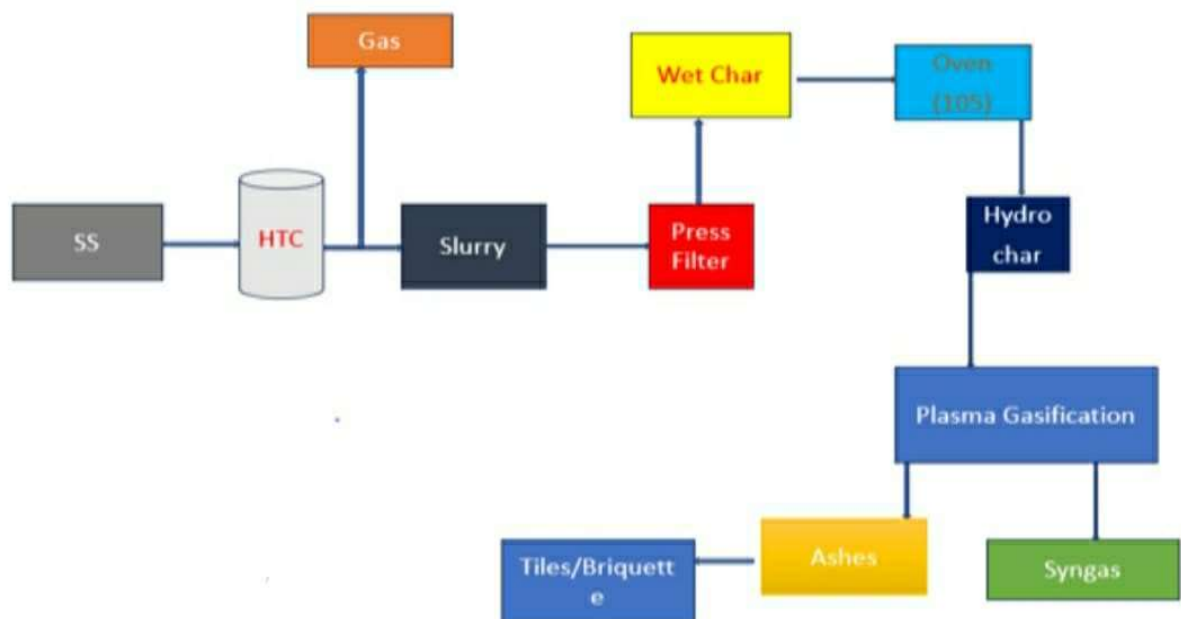 Gas
Wet Char
Oven
(105)
SS
HTC
Slurry
Press
Filter
Hydro
char
Plasma Gasification
Tiles/Briquett
e
Ashes
Syngas